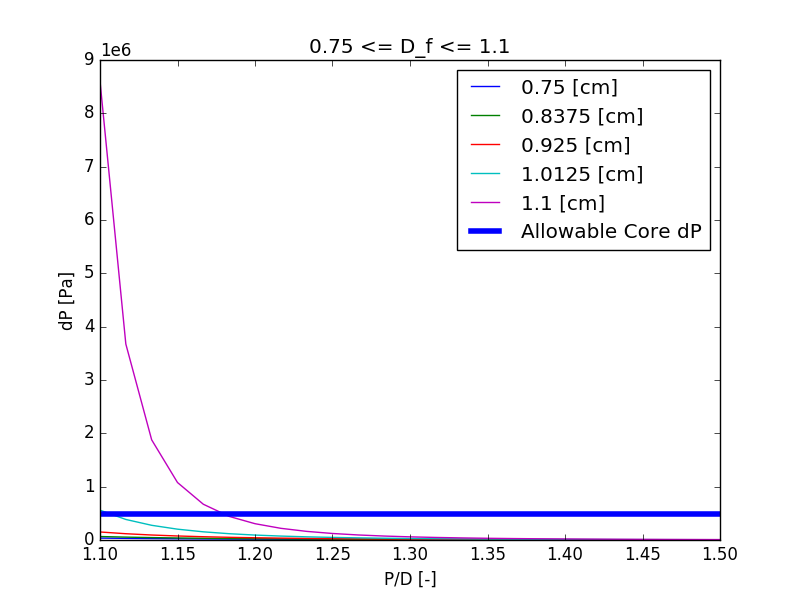 0.75 <= D_f <= 1.1
1e6
9
8
7
6
5
4
3
2
1
0
dP [Pa]
0.75 [cm]
0.8375 [cm]
0.925 [cm]
1.0125 [cm]
1.1 [cm]
Allowable Core dP
1.10 1.15 1.20 1.25 1.30 1.35 1.40 1.45 1.50
P/D [-]